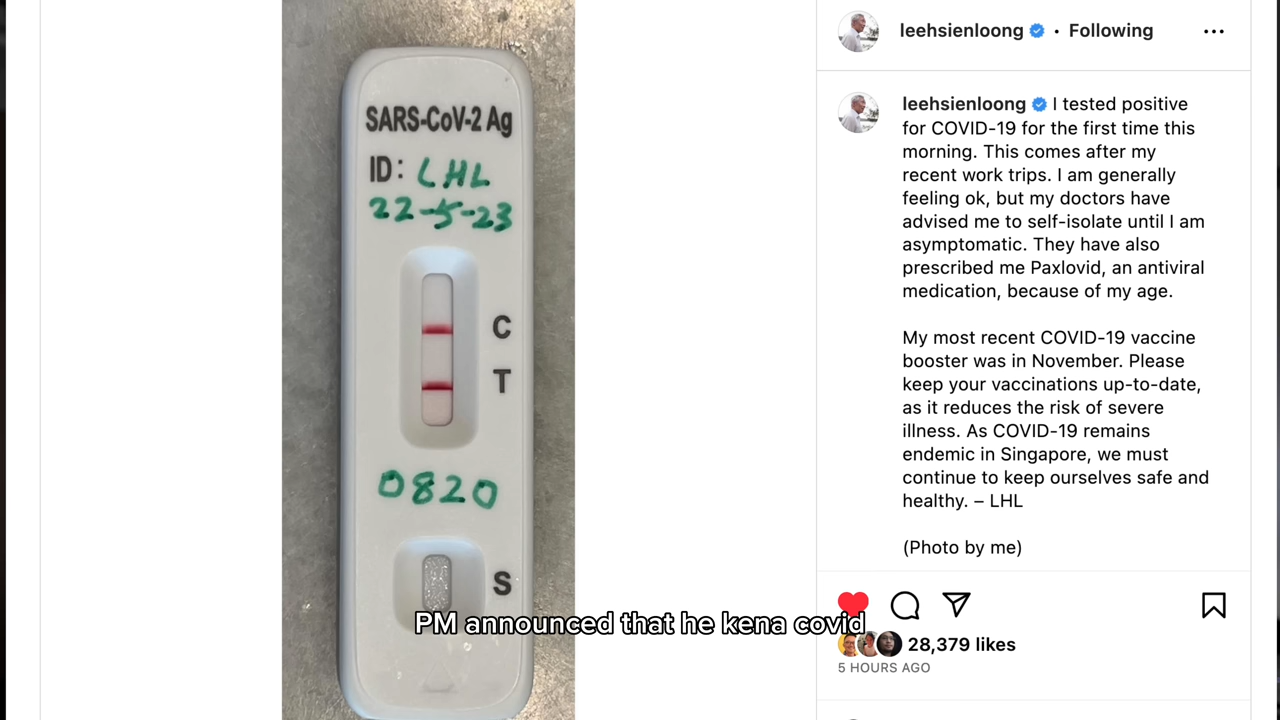 SARS-CoV-2 Ag
ID: LHL
22-5-23
C
T
0820
S
PM announced that he kena covid
leehsienloong • Following
leehsienloong I tested positive
for COVID-19 for the first time this
morning. This comes after my
recent work trips. I am generally
feeling ok, but my doctors have
advised me to self-isolate until I am
asymptomatic. They have also
prescribed me Paxlovid, an antiviral
medication, because of my age.
My most recent COVID-19 vaccine
booster was in November. Please
keep your vaccinations up-to-date,
as it reduces the risk of severe
illness. As COVID-19 remains
endemic in Singapore, we must
continue to keep ourselves safe and
healthy. – LHL
(Photo by me)
28,379 likes
5 HOURS AGO